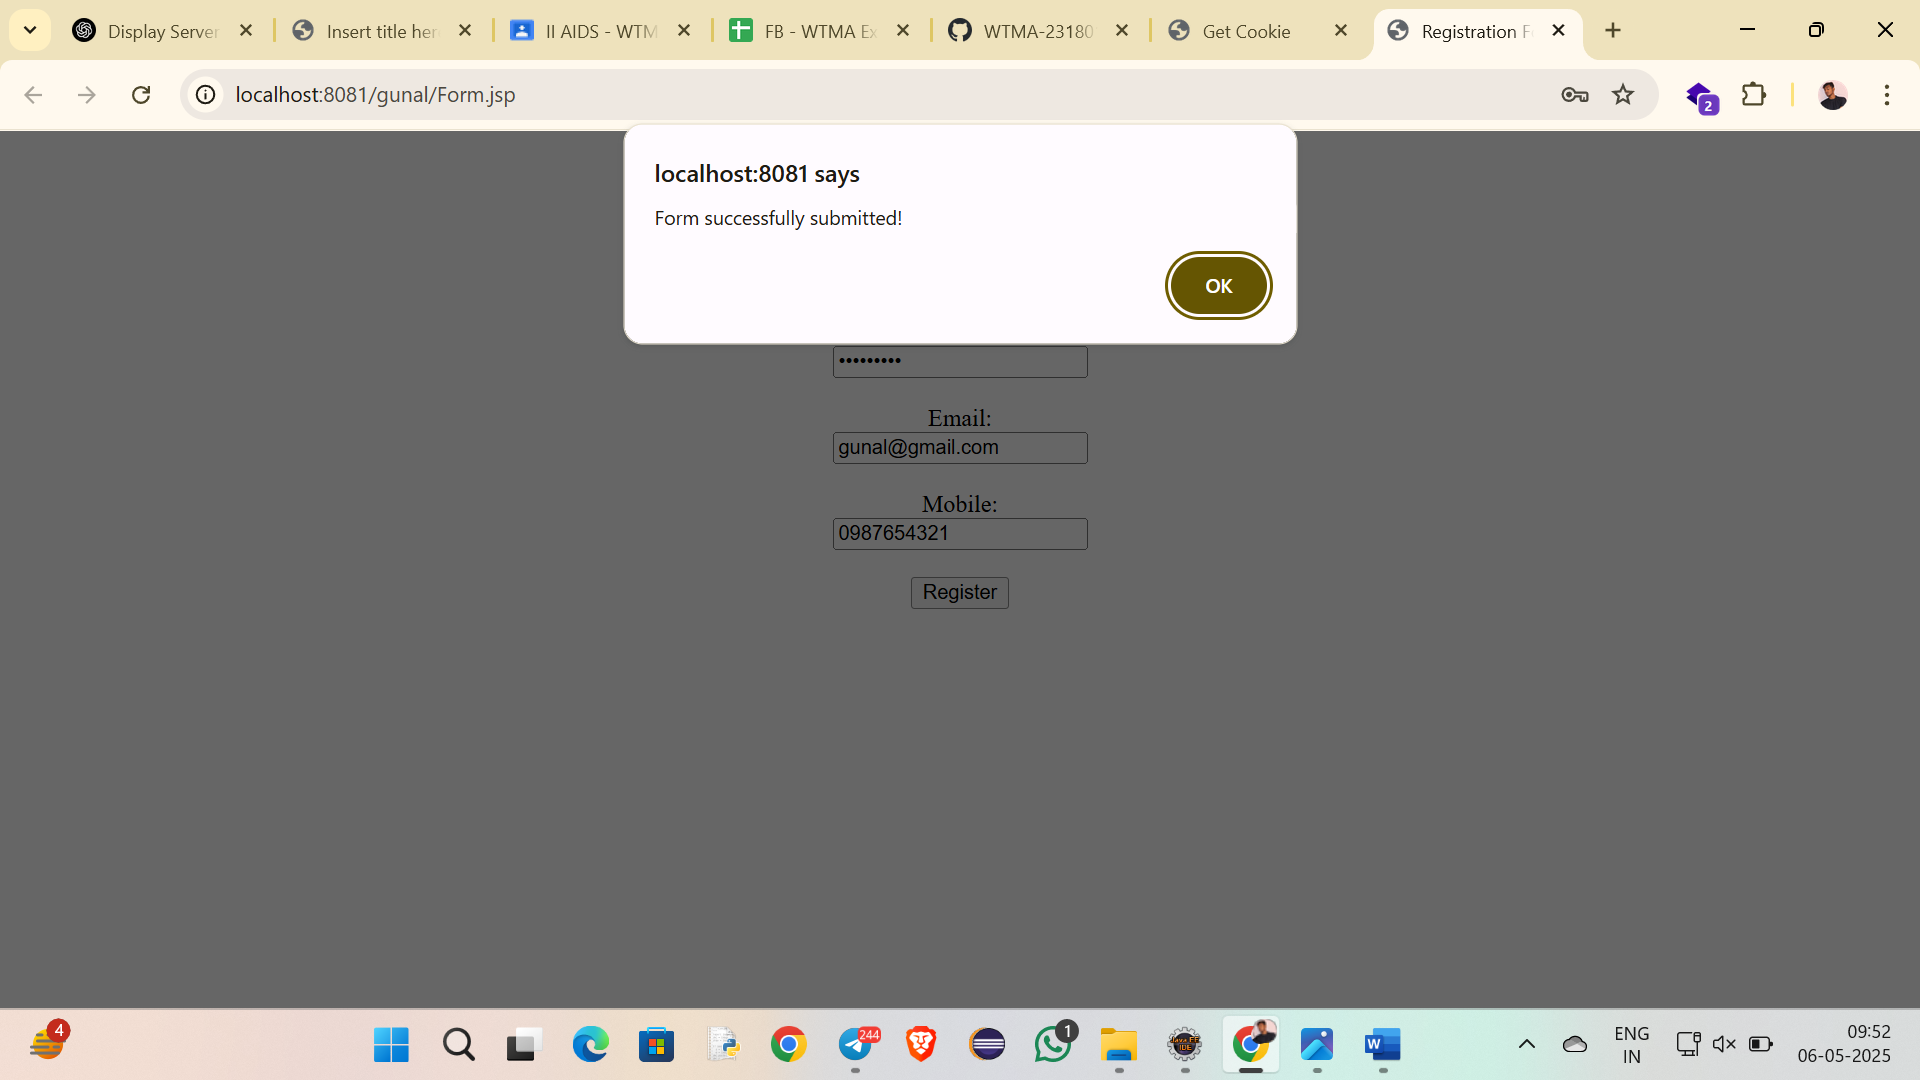 Display Server
Insert title her
II AIDS - WTM
FB - WTMA Ex
WTMA-23180
Get Cookie
Registration F
localhost:8081/gunal/Form.jsp
2
localhost:8081 says
Form successfully submitted!
OK
•••••••••
Email:
gunal@gmail.com
Mobile:
0987654321
Register
4
244
1
W
ENG
IN
09:52
06-05-2025